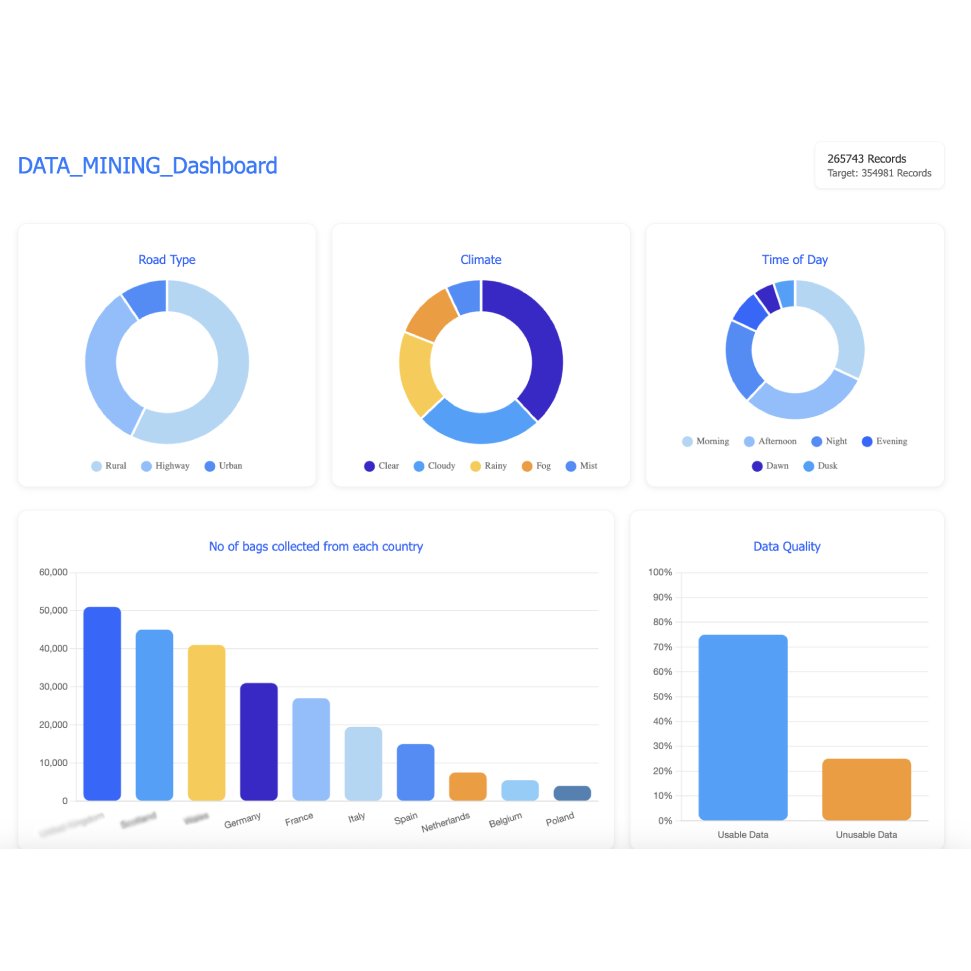 DATA_MINING_Dashboard
265743 Records
Target: 354981 Records
Road Type
Rural Highway Urban
Climate
Clear Cloudy Rainy Fog Mist
Time of Day
Morning Afternoon Night Evening
Dawn Dusk
No of bags collected from each country
60,000
50,000
40,000
30,000
20,000
10,000
0
United Kingdom Scotland Wales Germany France Italy Spain Netherlands Belgium Poland
Data Quality
100%
90%
80%
70%
60%
50%
40%
30%
20%
10%
0%
Usable Data Unusable Data